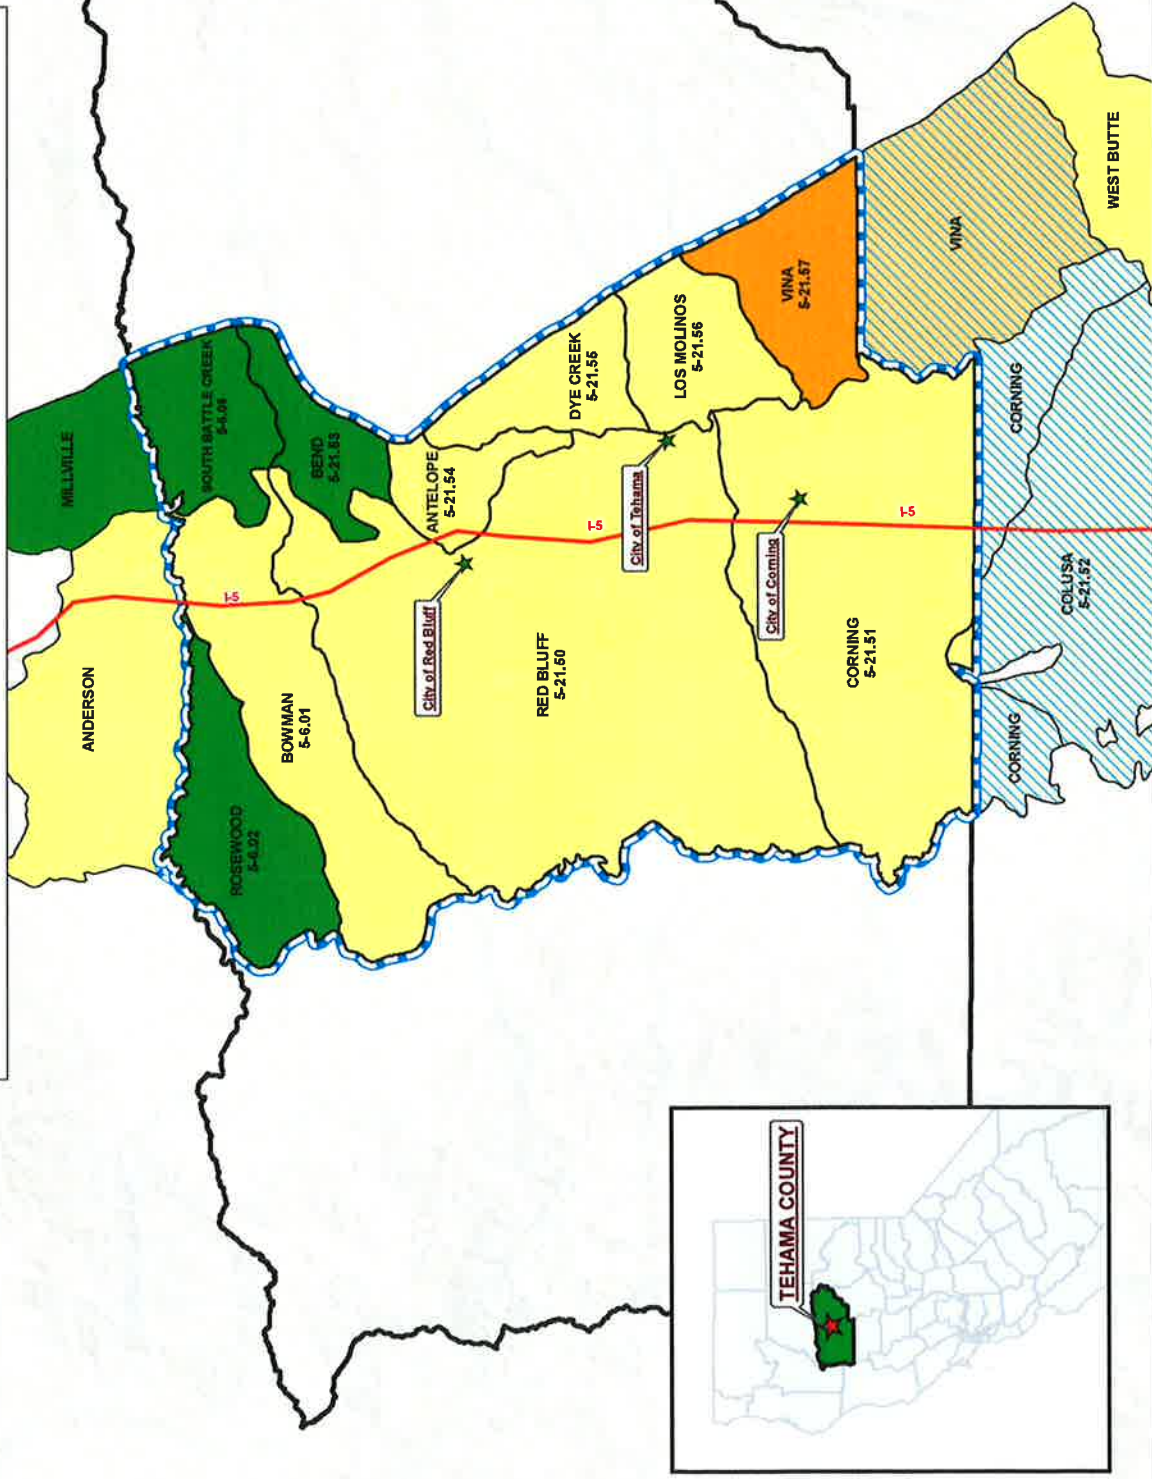 MILLVILLE
SOUTH BATTLE CREEK
BEND
5-21.53
ANTELOPE
5-21.54
DYE CREEK
5-21.55
LOS MOLINOS
5-21.56
VINA
5-21.57
VINA
WEST BUTTE
ANDERSON
I-5
ROSEWOOD
5-6.02
BOWMAN
5-6.01
City of Red Bluff
RED BLUFF
5-21.50
I-5
City of Tehama
City of Corning
I-5
CORNING
5-21.51
CORNING
COLUSA
5-21.52
CORNING
TEHAMA COUNTY